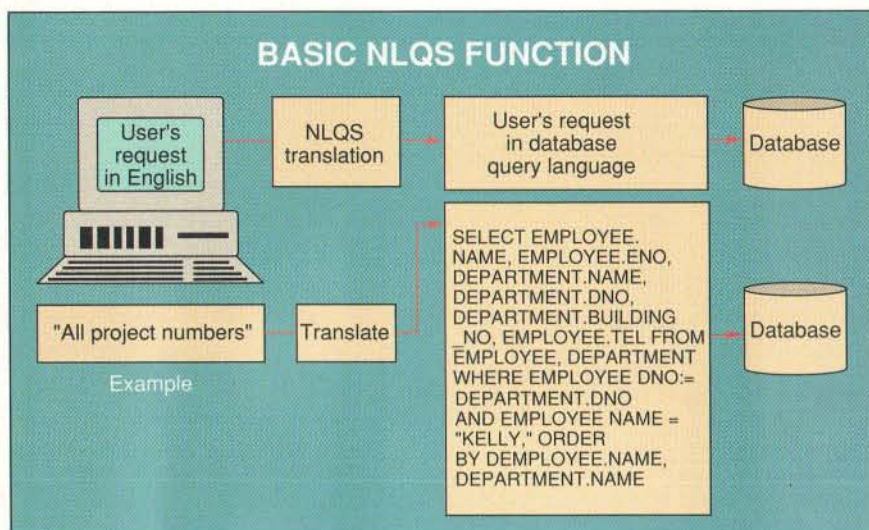 BASIC NLQS FUNCTION
User's
request
in English
NLQS
translation
User's request
in database
query language
Database
"All project numbers"
Translate
SELECT EMPLOYEE.
NAME, EMPLOYEE.ENO,
DEPARTMENT.NAME,
DEPARTMENT.DNO,
DEPARTMENT.BUILDING
_NO, EMPLOYEE.TEL FROM
EMPLOYEE, DEPARTMENT
WHERE EMPLOYEE DNO:=
DEPARTMENT.DNO
AND EMPLOYEE NAME =
"KELLY," ORDER
BY DEMPLOYEE.NAME,
DEPARTMENT.NAME
Database
Example